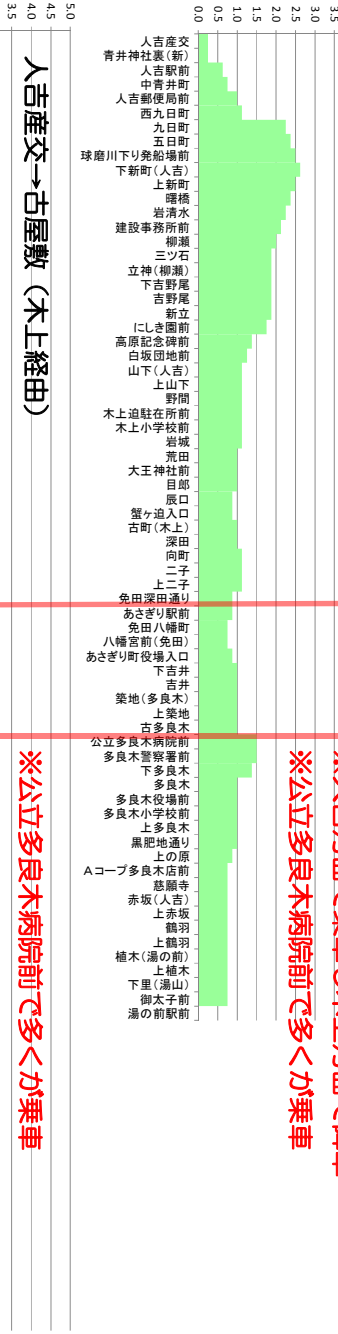 3.5
3.0
2.5
2.0
1.5
1.0
0.5
0.0
人吉産交
青井神社裏(新)
人吉駅前
中青井町
人吉郵便局前
西九日町
九日町
五日町
球磨川下り発船場前
下新町(人吉)
上新町
曙橋
岩清水
建設事務所前
柳瀬
三ツ石
立神(柳瀬)
下吉野尾
吉野尾
新立
にしき園前
高原記念碑前
白坂団地前
山下(人吉)
上山下
野間
木上迫駐在所前
木上小学校前
岩城
荒田
大王神社前
目郎
辰口
蟹ヶ迫入口
古町(木上)
深田
向町
二子
上二子
免田深田通り
あさぎり駅前
免田八幡町
八幡宮前(免田)
あさぎり町役場入口
下吉井
吉井
築地(多良木)
上築地
古多良木
公立多良木病院前
多良木警察署前
下多良木
多良木
多良木役場前
多良木小学校前
上多良木
黒肥地通り
上の原
Aコープ多良木店前
慈願寺
赤坂(人吉)
上赤坂
鶴羽
上鶴羽
植木(湯の前)
上植木
下里(湯山)
御太子前
湯の前駅前
※公立多良木病院前で多くが乗車
人吉産交→古屋敷(木上経由)
5.0
4.5
4.0
3.5
※公立多良木病院前で多くが乗車